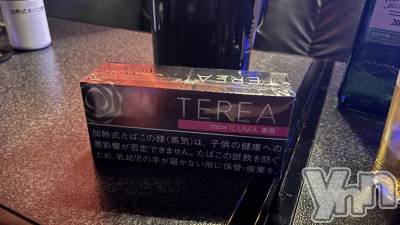 TEREA
TEREA
ILUMA 専用
加熱式たばこの煙(蒸気)は、子供の健康への
悪影響が否定できません。たばこの誤飲を防ぐ
ため、乳幼児の手が届かない所に保管・廃棄を。